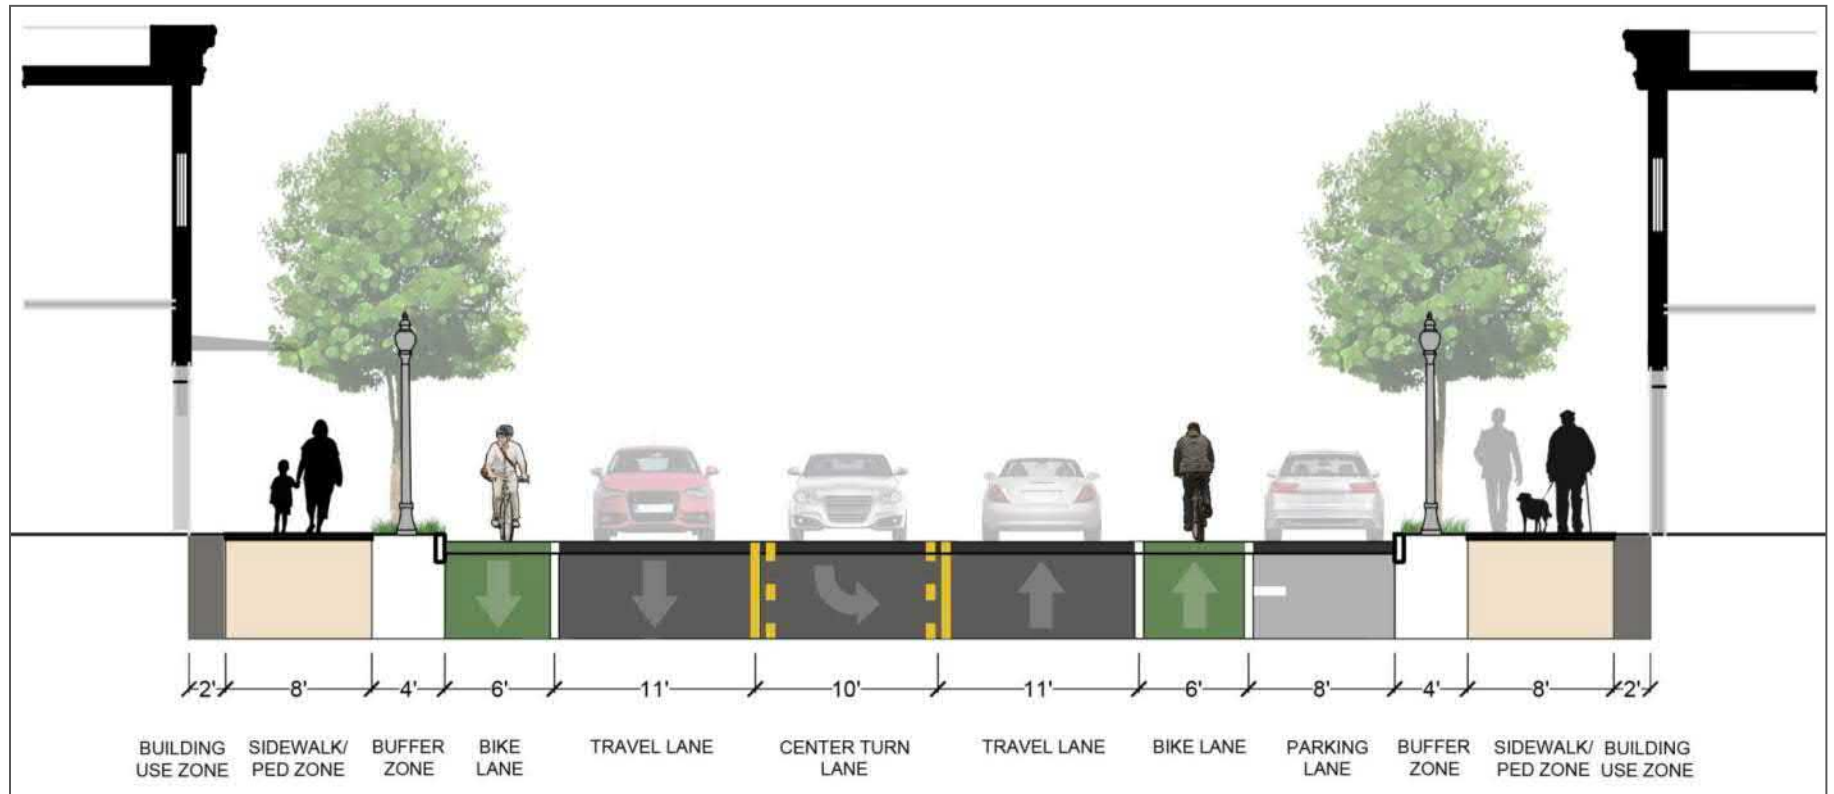 2' 8' 4' 6' 11' 10' 11' 6' 8' 4' 8' 2'
BUILDING
USE ZONE
SIDEWALK/
PED ZONE
BUFFER
ZONE
BIKE
LANE
TRAVEL LANE
CENTER TURN
LANE
TRAVEL LANE
BIKE LANE
PARKING
LANE
BUFFER
ZONE
SIDEWALK/
PED ZONE
BUILDING
USE ZONE